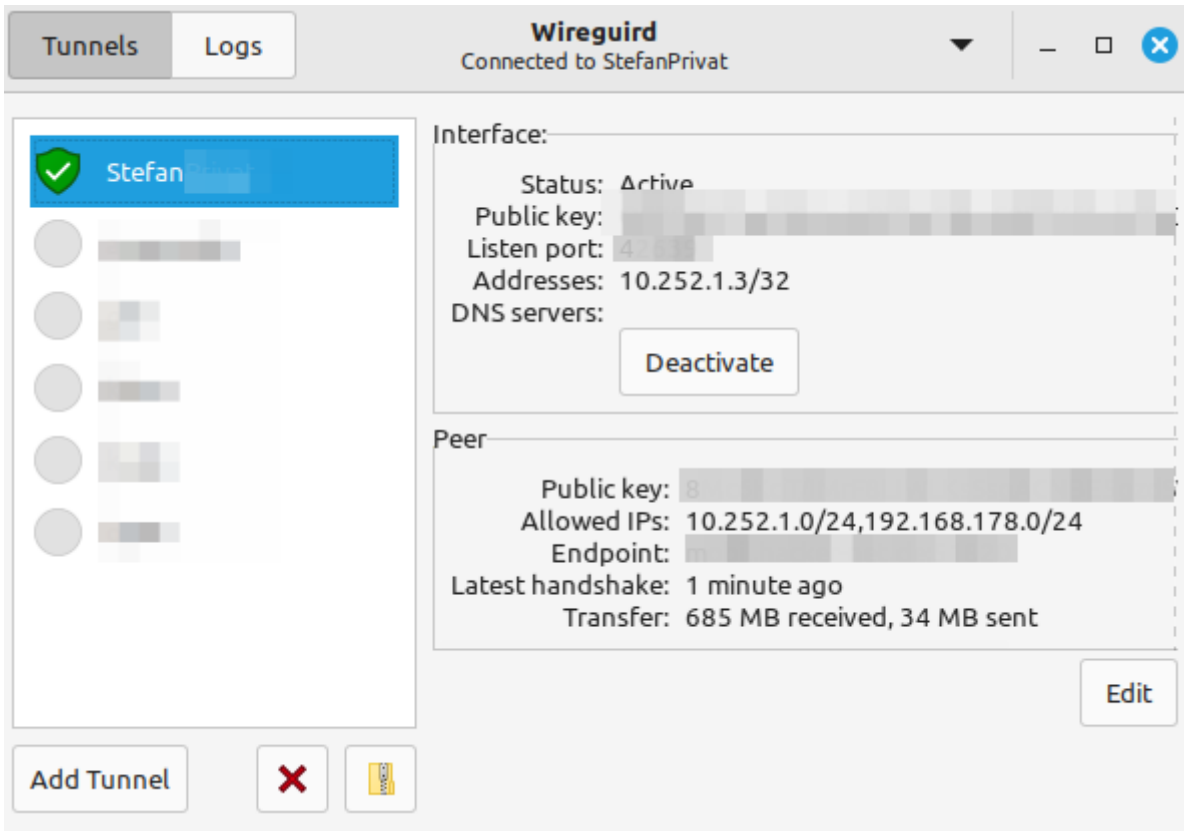 Tunnels
Logs
Wireguird
Connected to StefanPrivat
Stefan
Interface:
Status: Active
Public key:
Listen port:
Addresses: 10.252.1.3/32
DNS servers:
Deactivate
Peer
Public key:
Allowed IPs: 10.252.1.0/24,192.168.178.0/24
Endpoint:
Latest handshake: 1 minute ago
Transfer: 685 MB received, 34 MB sent
Edit
Add Tunnel